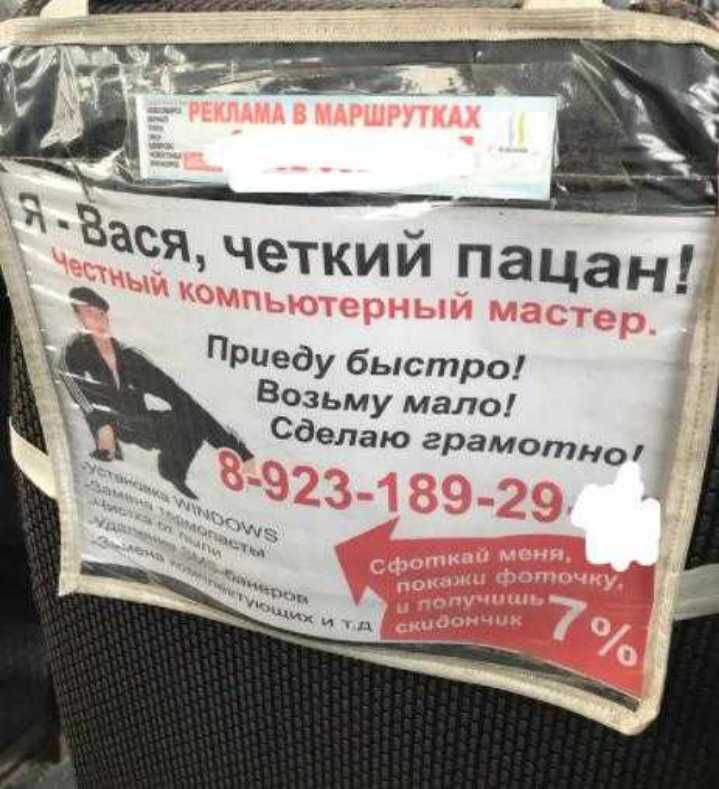 РЕКЛАМА В МАРШРУТКАХ
Я - Вася, четкий пацан!
Честный компьютерный мастер.
Приеду быстро!
Возьму мало!
Сделаю грамотно!
8-923-189-29-
-Установка WINDOWS
-Замена термопасты
-Чистка от пыли
-Удаление SMS-банеров
-Замена комплектующих и т.д
Сфоткай меня,
покажи фоточку,
и получишь
скидончик 7%